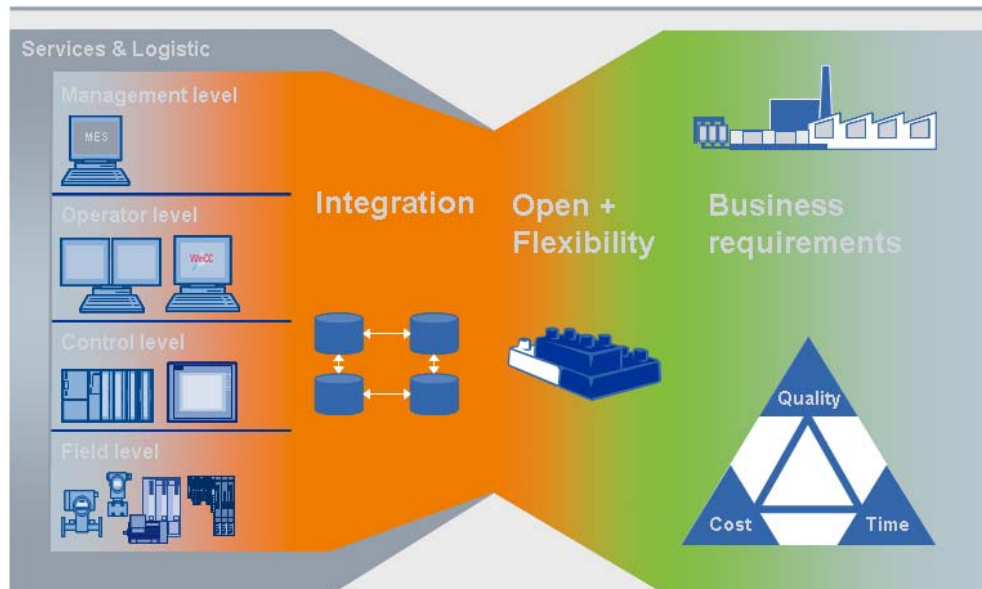 Services & Logistic
Management level
MES
Operator level
WinCC
Control level
Field level
Integration
Open +
Flexibility
Business
requirements
Quality
Cost
Time